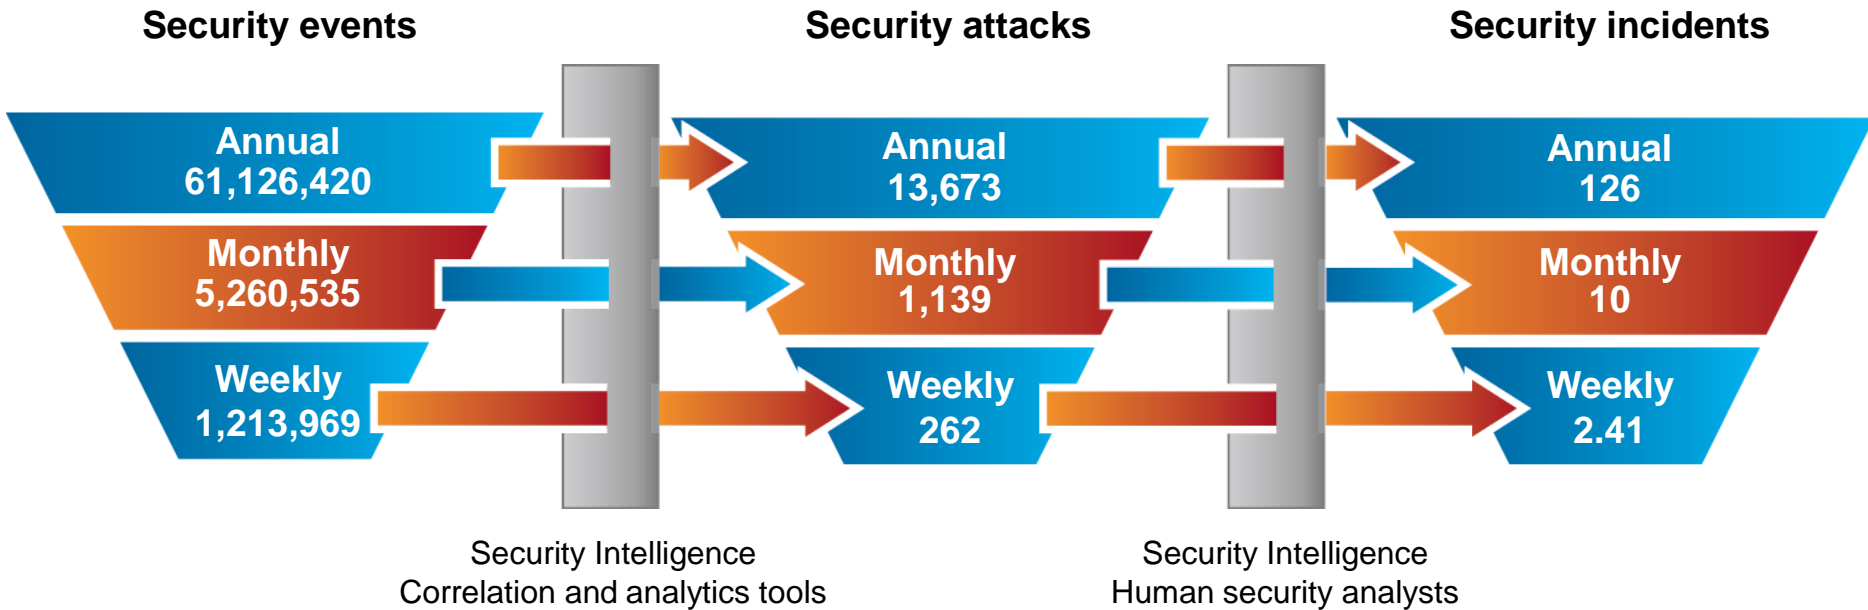 Security events
Security attacks
Security incidents
Annual
61,126,420
Annual
13,673
Annual
126
Monthly
5,260,535
Monthly
1,139
Monthly
10
Weekly
1,213,969
Weekly
262
Weekly
2.41
Security Intelligence
Correlation and analytics tools
Security Intelligence
Human security analysts